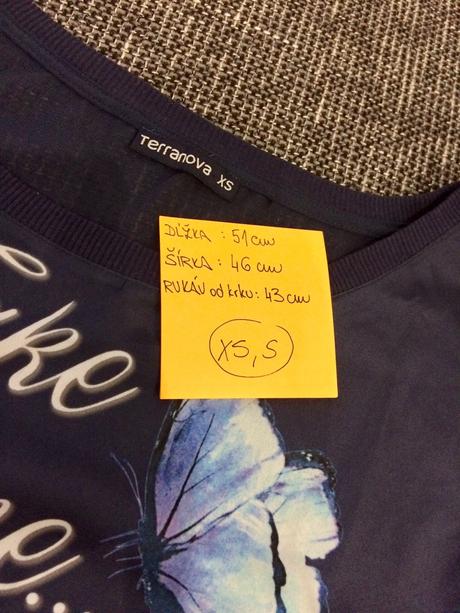 Terranova XS
DĹŽKA : 51 cm
ŠÍRKA : 46 cm
RUKÁV od krku: 43 cm
XS, S